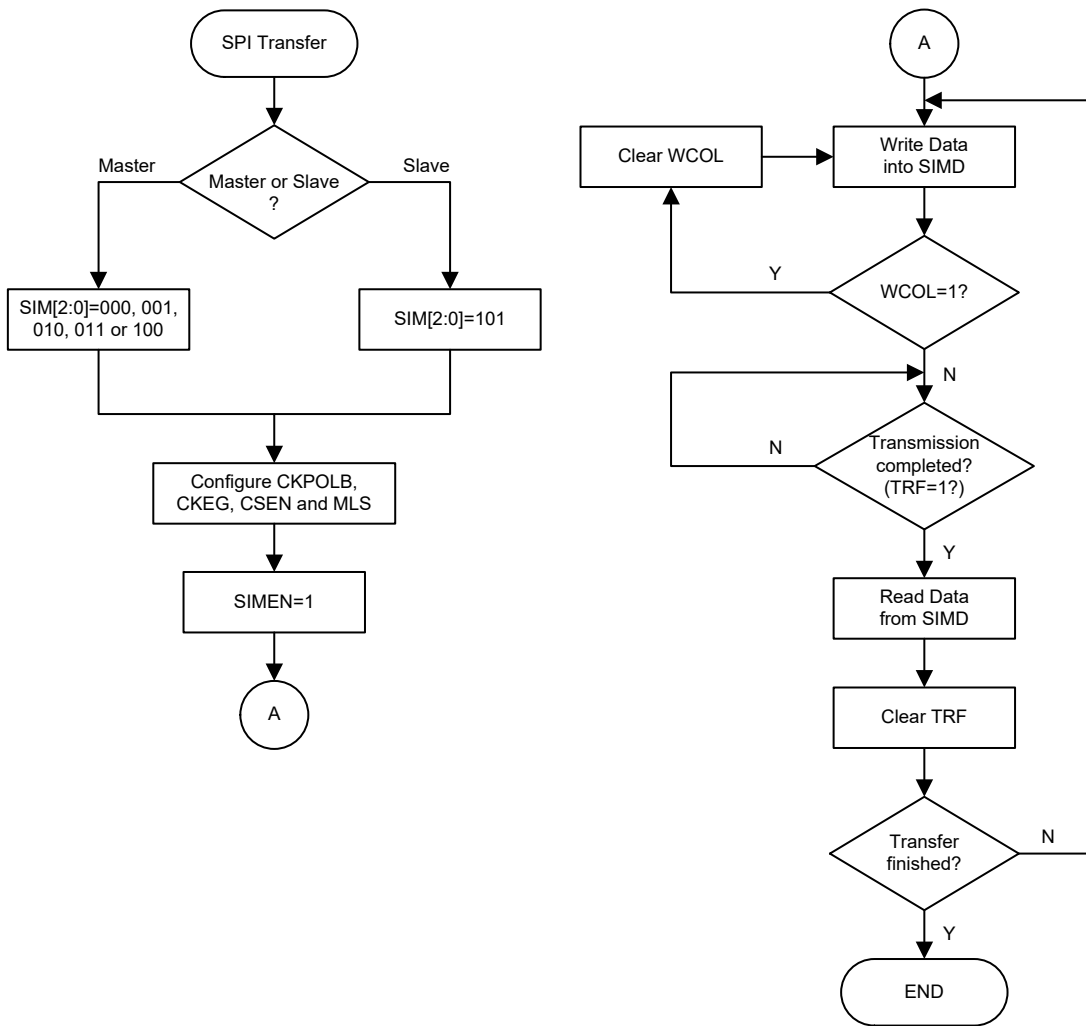 SPI Transfer
Master
Master or Slave
?
Slave
SIM[2:0]=000, 001,
010, 011 or 100
SIM[2:0]=101
Configure CKPOLB,
CKEG, CSEN and MLS
SIMEN=1
A
A
Clear WCOL
Write Data
into SIMD
Y
WCOL=1?
N
N
Transmission
completed?
(TRF=1?)
Y
Read Data
from SIMD
Clear TRF
Transfer
finished?
N
Y
END